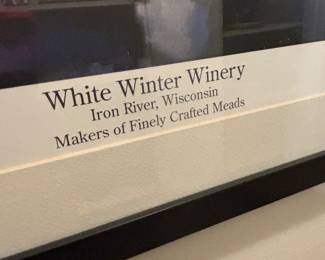 White Winter Winery
Iron River, Wisconsin
Makers of Finely Crafted Meads